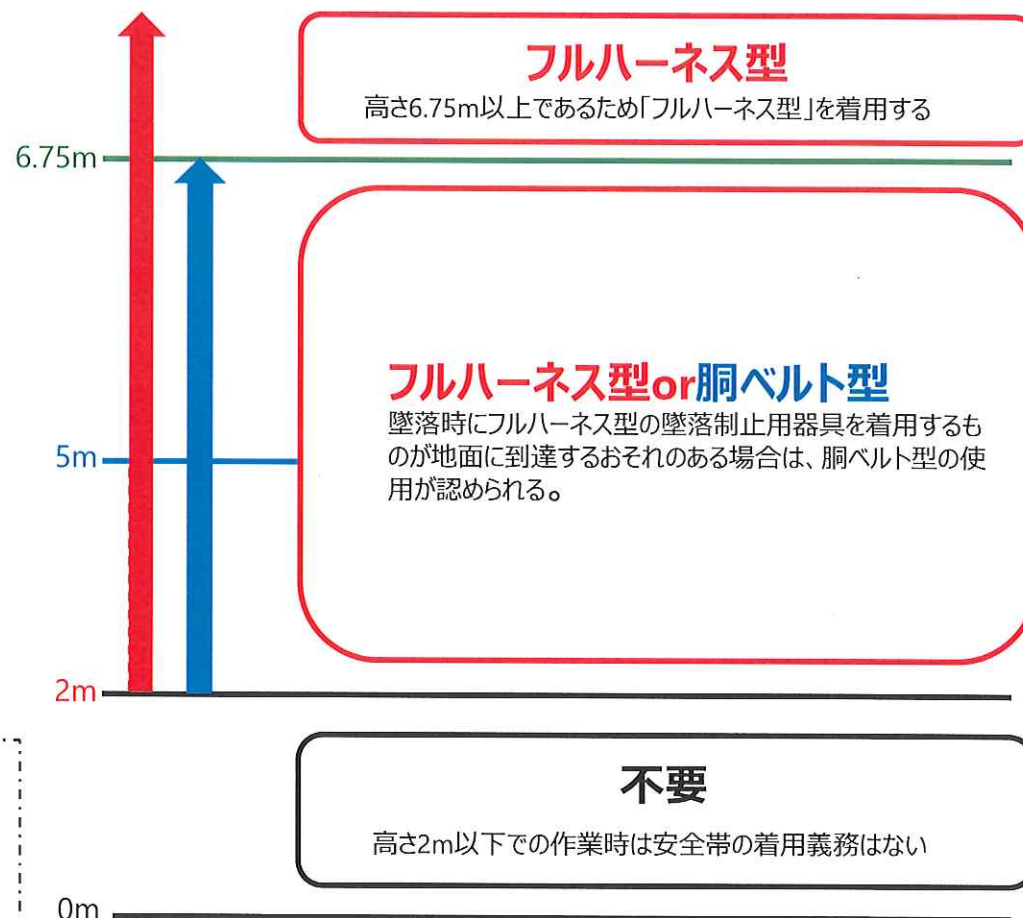 フルハーネス型
高さ6.75m以上であるため「フルハーネス型」を着用する
6.75m
フルハーネス型or胴ベルト型
墜落時にフルハーネス型の墜落制止用器具を着用するも
のが地面に到達するおそれのある場合は、胴ベルト型の使
用が認められる。
5m
2m
不要
高さ2m以下での作業時は安全帯の着用義務はない
0m